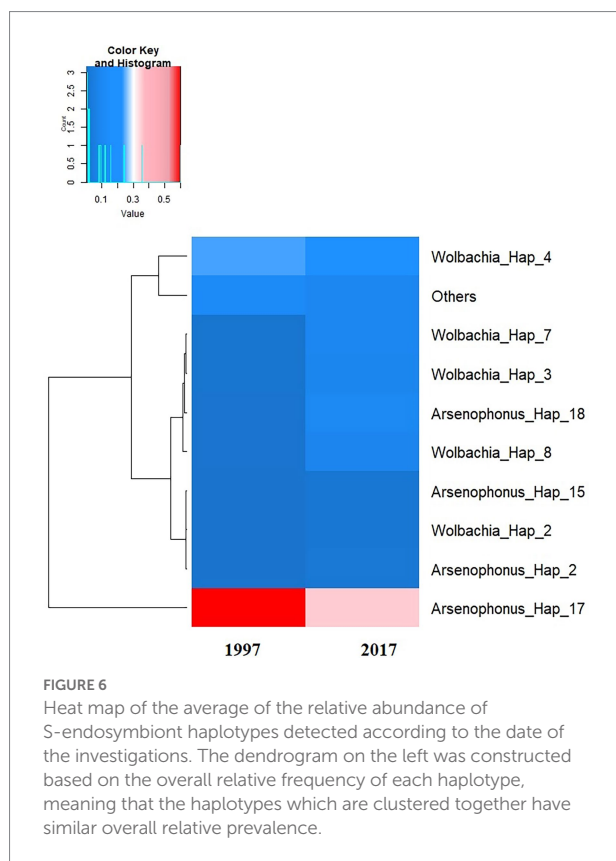 Color Key
and Histogram
Count
0 0.5 1 1.5 2 2.5 3
0.1 0.3 0.5
Value
Wolbachia_Hap_4
Others
Wolbachia_Hap_7
Wolbachia_Hap_3
Arsenophonus_Hap_18
Wolbachia_Hap_8
Arsenophonus_Hap_15
Wolbachia_Hap_2
Arsenophonus_Hap_2
Arsenophonus_Hap_17
1997 2017
FIGURE 6
Heat map of the average of the relative abundance of
S-endosymbiont haplotypes detected according to the date of
the investigations. The dendrogram on the left was constructed
based on the overall relative frequency of each haplotype,
meaning that the haplotypes which are clustered together have
similar overall relative prevalence.